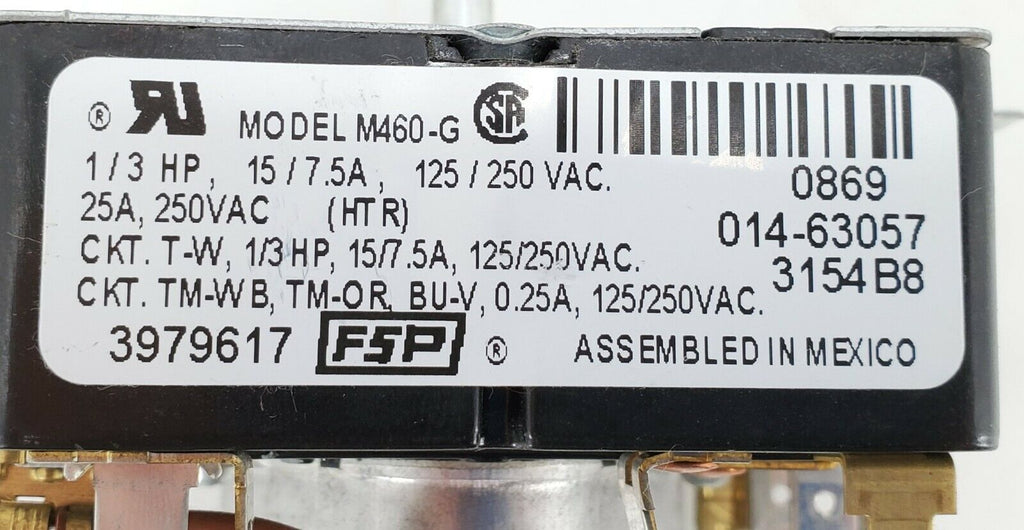 ® RU MODEL M460-G SA
1/3 HP, 15/7.5A, 125/250 VAC.
0869
25A, 250VAC (HTR)
014-63057
CKT. T-W, 1/3 HP, 15/7.5A, 125/250VAC.
3154B8
CKT. TM-WB, TM-OR, BU-V, 0.25A, 125/250VAC.
3979617 FSP ® ASSEMBLED IN MEXICO